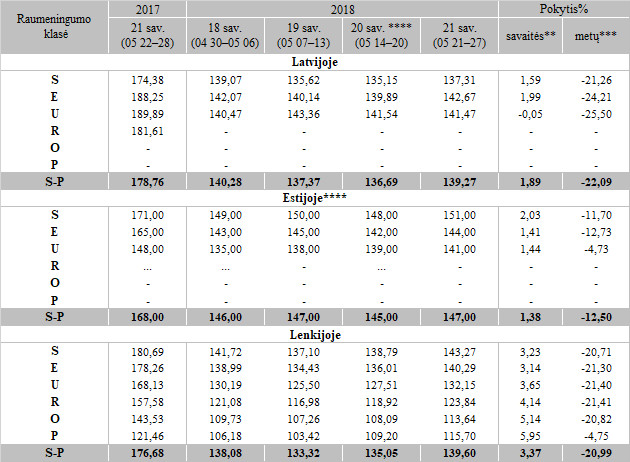 Raumeningumo klasė 2017 2018 Pokytis%
21 sav. (05 22–28) 18 sav. (04 30–05 06) 19 sav. (05 07–13) 20 sav. **** (05 14–20) 21 sav. (05 21–27) savaitės** metų***
Latvijoje
S 174,38 139,07 135,62 135,15 137,31 1,59 -21,26
E 188,25 142,07 140,14 139,89 142,67 1,99 -24,21
U 189,89 140,47 143,36 141,54 141,47 -0,05 -25,50
R 181,61 - - - - - -
O - - - - - - -
P - - - - - - -
S-P 178,76 140,28 137,37 136,69 139,27 1,89 -22,09
Estijoje****
S 171,00 149,00 150,00 148,00 151,00 2,03 -11,70
E 165,00 143,00 145,00 142,00 144,00 1,41 -12,73
U 148,00 135,00 138,00 139,00 141,00 1,44 -4,73
R ... ... - ... - - -
O - - - - - - -
P - - - - - - -
S-P 168,00 146,00 147,00 145,00 147,00 1,38 -12,50
Lenkijoje
S 180,69 141,72 137,10 138,79 143,27 3,23 -20,71
E 178,26 138,99 134,43 136,01 140,29 3,14 -21,30
U 168,13 130,19 125,50 127,51 132,15 3,65 -21,40
R 157,58 121,08 116,98 118,92 123,84 4,14 -21,41
O 143,53 109,73 107,26 108,09 113,64 5,14 -20,82
P 121,46 106,18 103,42 109,20 115,70 5,95 -4,75
S-P 176,68 138,08 133,32 135,05 139,60 3,37 -20,99